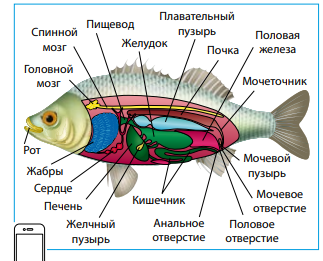 Спинной
мозг
Пищевод
Плавательный
пузырь
Желудок
Почка
Половая
железа
Головной
мозг
Мочеточник
Рот
Жабры
Сердце
Печень
Желчный
пузырь
Кишечник
Анальное
отверстие
Половое
отверстие
Мочевой
пузырь
Мочевое
отверстие